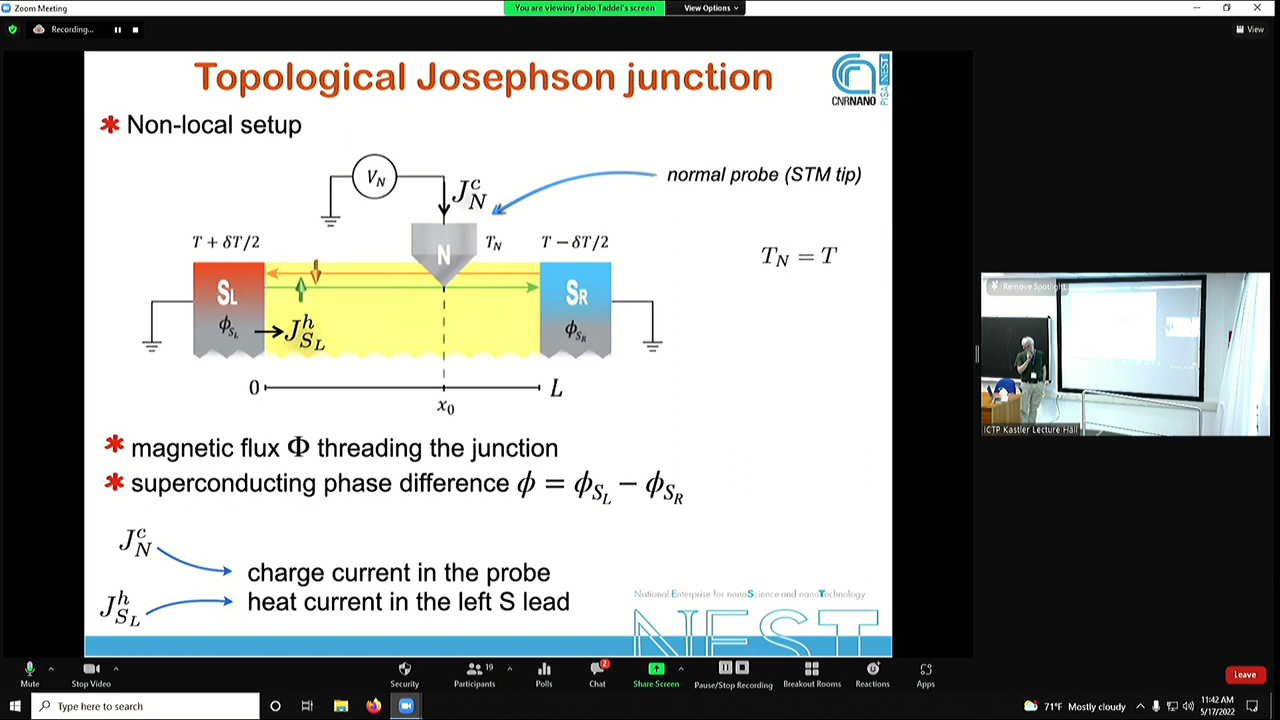 Zoom Meeting
You are viewing Fabio Taddei's screen
View Options
Recording...
View
Topological Josephson junction
CNRNANO
PISA NEST
* Non-local setup
V_N
J_N^c
normal probe (STM tip)
T + δT/2
N
T_N
T − δT/2
T_N = T
S_L
S_R
ϕ_{S_L}
J_{S_L}^h
ϕ_{S_R}
0
L
x_0
* magnetic flux Φ threading the junction
* superconducting phase difference ϕ = ϕ_{S_L} − ϕ_{S_R}
J_N^c
charge current in the probe
J_{S_L}^h
heat current in the left S lead
National Enterprise for nanoScience and nanoTechnology
NEST
Remove Spotlight
ICTP Kastler Lecture Hall
Mute
Stop Video
Security
Participants
19
Polls
Chat
2
Share Screen
Pause/Stop Recording
Breakout Rooms
Reactions
Apps
Leave
Type here to search
71°F Mostly cloudy
11:42 AM
5/17/2022